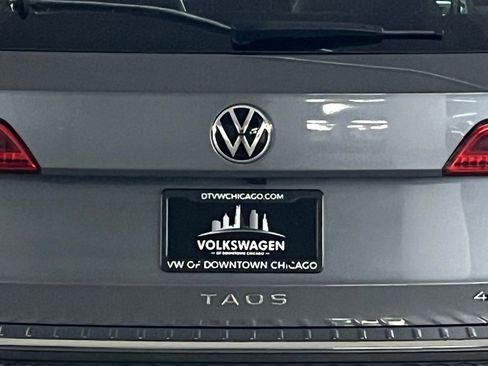 DTVWCHICAGO.COM
VOLKSWAGEN
OF DOWNTOWN CHICAGO
VW OF DOWNTOWN CHICAGO
TAOS